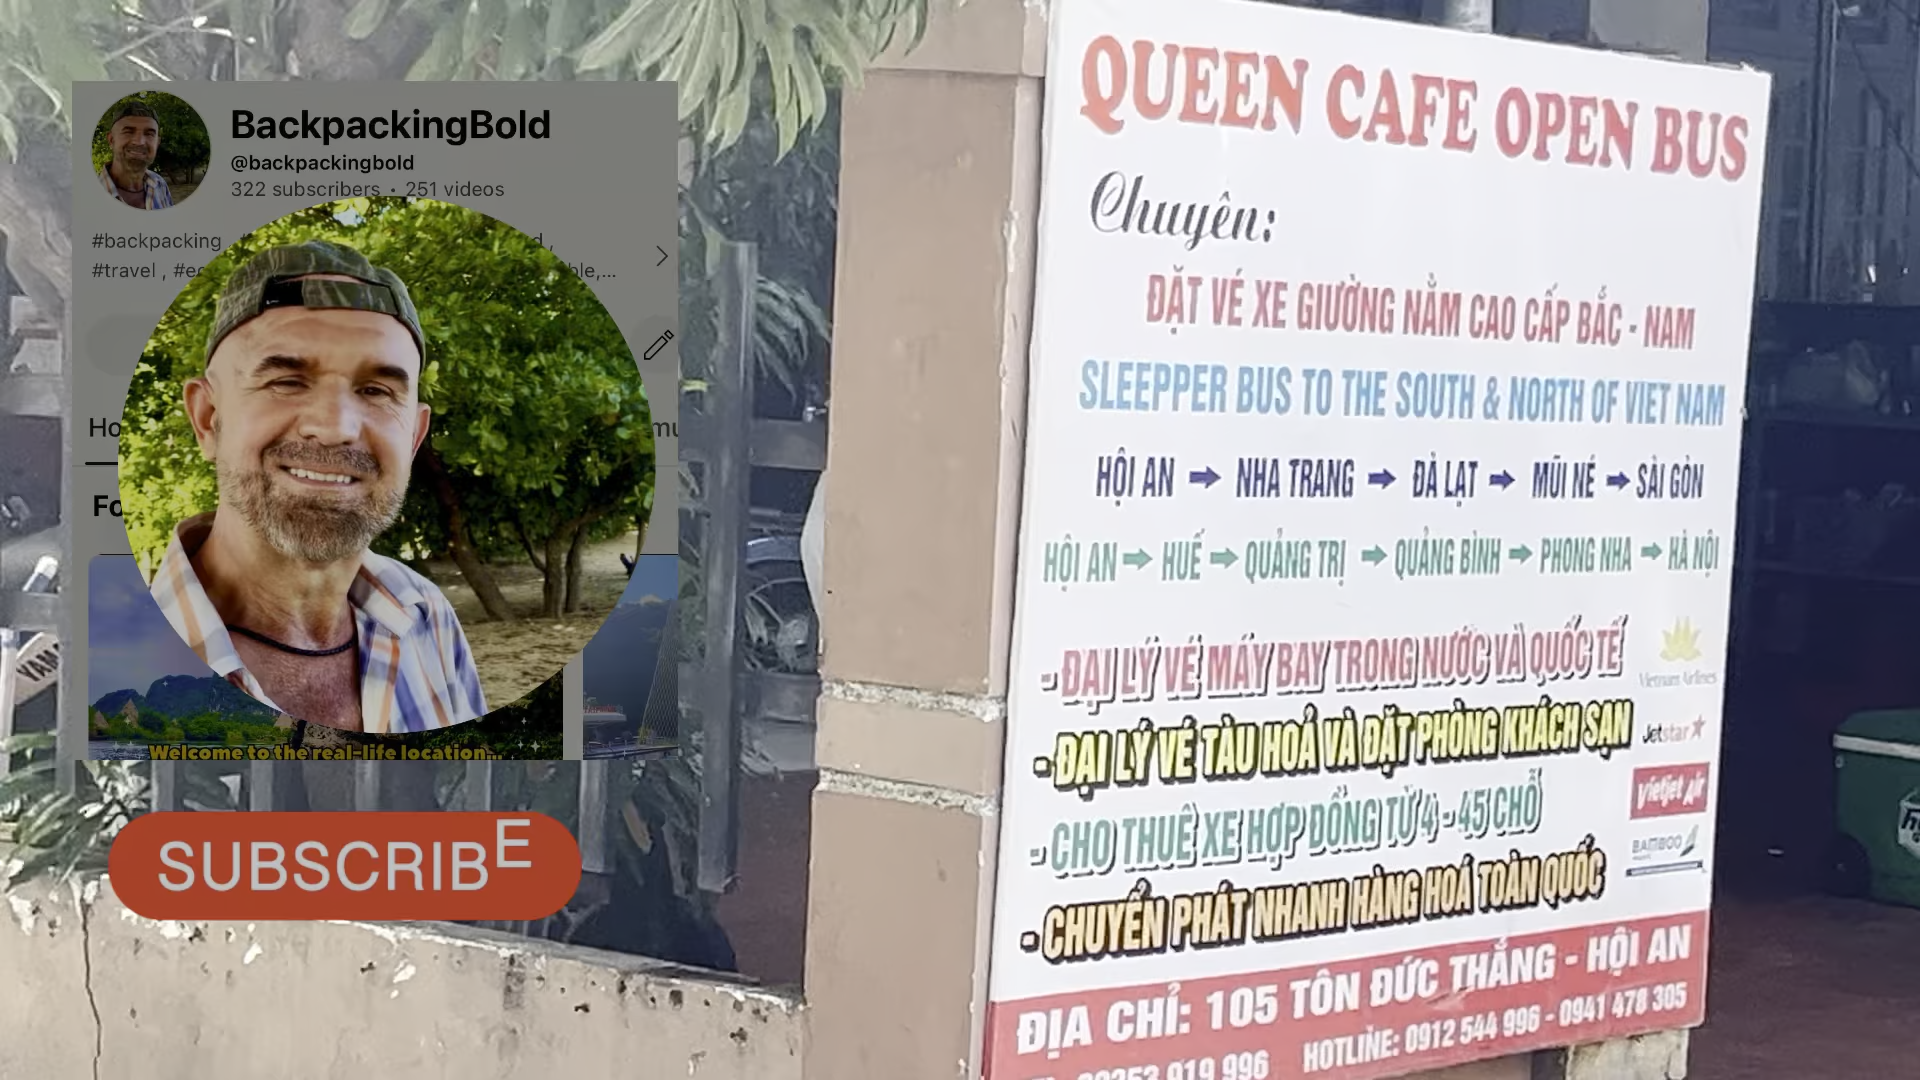 BackpackingBold
@backpackingbold
322 subscribers • 251 videos
#backpacking
#travel ,
Welcome to the real-life location...
SUBSCRIBE
YAMA
QUEEN CAFE OPEN BUS
Chuyên:
ĐẶT VÉ XE GIƯỜNG NẰM CAO CẤP BẮC - NAM
SLEEPPER BUS TO THE SOUTH & NORTH OF VIET NAM
HỘI AN ➡ NHA TRANG ➡ ĐÀ LẠT ➡ MŨI NÉ ➡ SÀI GÒN
HỘI AN ➡ HUẾ ➡ QUẢNG TRỊ ➡ QUẢNG BÌNH ➡ PHONG NHA ➡ HÀ NỘI
- ĐẠI LÝ VÉ MÁY BAY TRONG NƯỚC VÀ QUỐC TẾ
Vietnam Airlines
- ĐẠI LÝ VÉ TÀU HOẢ VÀ ĐẶT PHÒNG KHÁCH SẠN
Jetstar
- CHO THUÊ XE HỢP ĐỒNG TỪ 4 - 45 CHỖ
Vietjet Air
BAMBOO
- CHUYỂN PHÁT NHANH HÀNG HOÁ TOÀN QUỐC
ĐỊA CHỈ: 105 TÔN ĐỨC THẮNG - HỘI AN
919 996 HOTLINE: 0912 544 996 - 0941 478 305